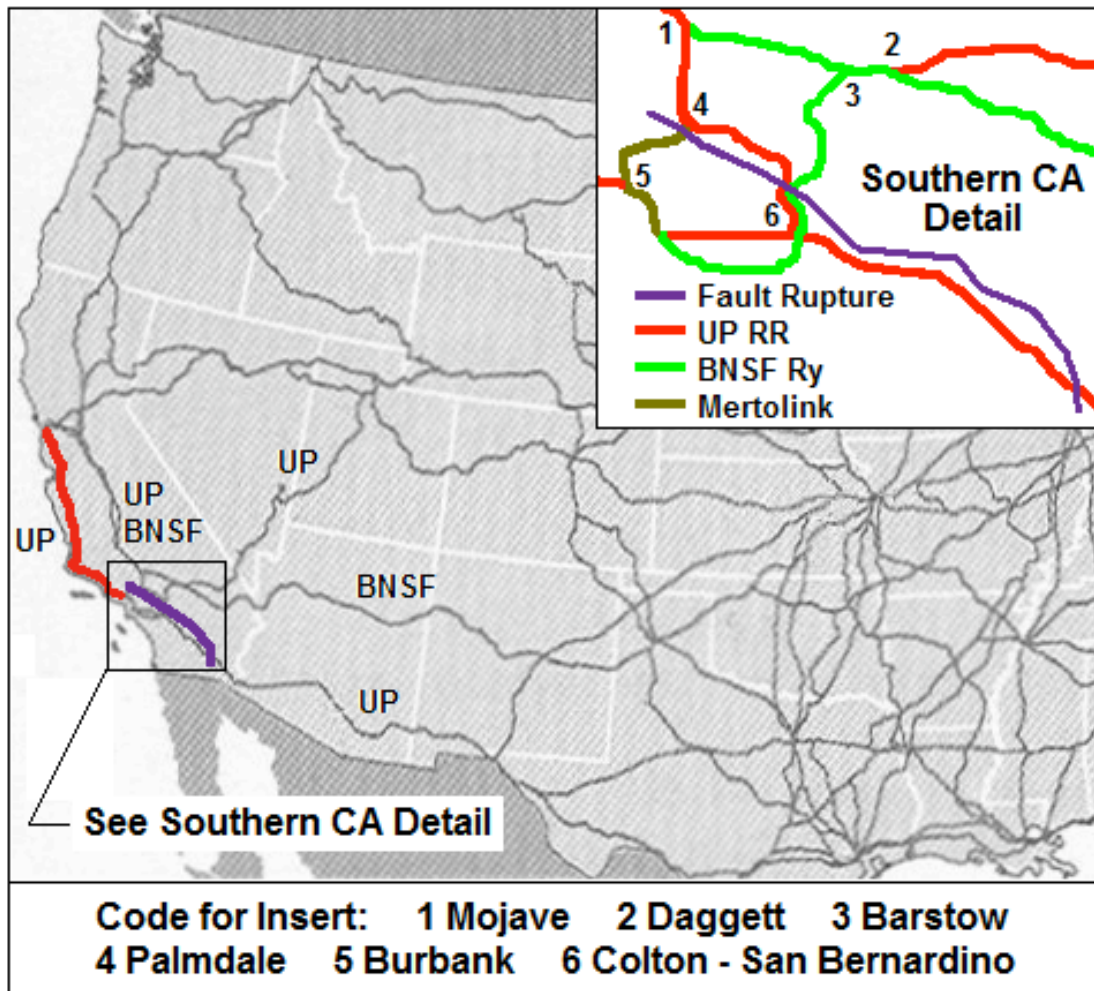 1
2
3
4
5
6
Southern CA
Detail
Fault Rupture
UP RR
BNSF Ry
Mertolink
UP
UP
BNSF
UP
BNSF
UP
See Southern CA Detail
Code for Insert: 1 Mojave 2 Daggett 3 Barstow
4 Palmdale 5 Burbank 6 Colton - San Bernardino